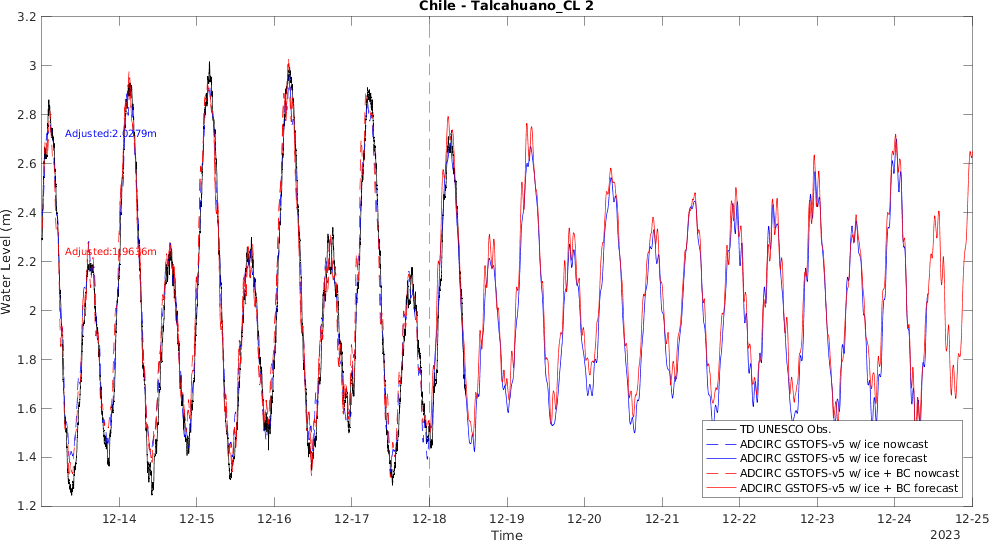 Chile - Talcahuano_CL 2
3.2
3
2.8
2.6
2.4
2.2
2
1.8
1.6
1.4
1.2
Water Level (m)
Adjusted:2.0279m
Adjusted:1.9636m
TD UNESCO Obs.
ADCIRC GSTOFS-v5 w/ ice nowcast
ADCIRC GSTOFS-v5 w/ ice forecast
ADCIRC GSTOFS-v5 w/ ice + BC nowcast
ADCIRC GSTOFS-v5 w/ ice + BC forecast
12-14 12-15 12-16 12-17 12-18 12-19 12-20 12-21 12-22 12-23 12-24 12-25
Time
2023